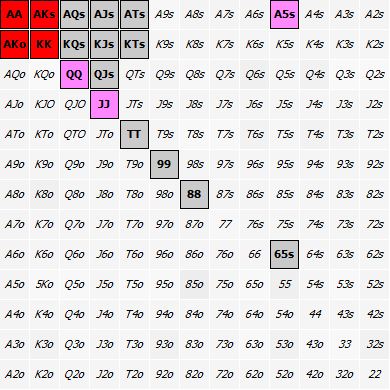 AA AKs AQs AJs ATs A9s A8s A7s A6s A5s A4s A3s A2s
AKo KK KQs KJs KTs K9s K8s K7s K6s K5s K4s K3s K2s
AQo KQo QQ QJs QTs Q9s Q8s Q7s Q6s Q5s Q4s Q3s Q2s
AJo KJO QJO JJ JTs J9s J8s J7s J6s J5s J4s J3s J2s
ATo KTo QTO JTo TT T9s T8s T7s T6s T5s T4s T3s T2s
A9o K9o Q9o J9o T9o 99 98s 97s 96s 95s 94s 93s 92s
A8o K8o Q8o J8o T8o 98o 88 87s 86s 85s 84s 83s 82s
A7o K7o Q7o J7o T7o 97o 87o 77 76s 75s 74s 73s 72s
A6o K6o Q6o J6o T6o 96o 86o 76o 66 65s 64s 63s 62s
A5o 5Ko Q5o J5o T5o 95o 85o 75o 65o 55 54s 53s 52s
A4o K4o Q4o J4o T4o 94o 84o 74o 64o 54o 44 43s 42s
A3o K3o Q3o J3o T3o 93o 83o 73o 63o 53o 43o 33 32s
A2o K2o Q2o J2o T2o 92o 82o 72o 62o 52o 42o 32o 22